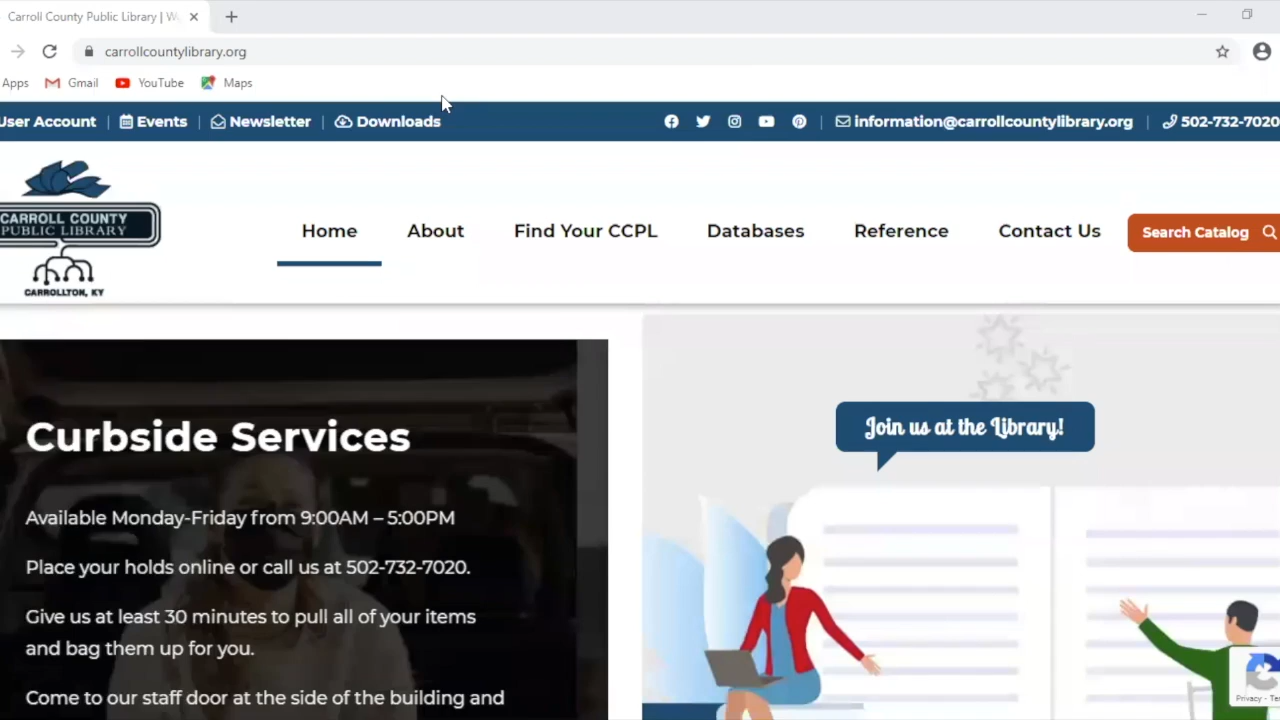 Carroll County Public Library | W
carrollcountylibrary.org
Apps Gmail YouTube Maps
User Account | Events | Newsletter | Downloads
information@carrollcountylibrary.org | 502-732-7020
CARROLL COUNTY
PUBLIC LIBRARY
CARROLLTON, KY
Home About Find Your CCPL Databases Reference Contact Us
Search Catalog
Curbside Services
Available Monday-Friday from 9:00AM – 5:00PM
Place your holds online or call us at 502-732-7020.
Give us at least 30 minutes to pull all of your items
and bag them up for you.
Come to our staff door at the side of the building and
Join us at the Library!
Privacy - Ter